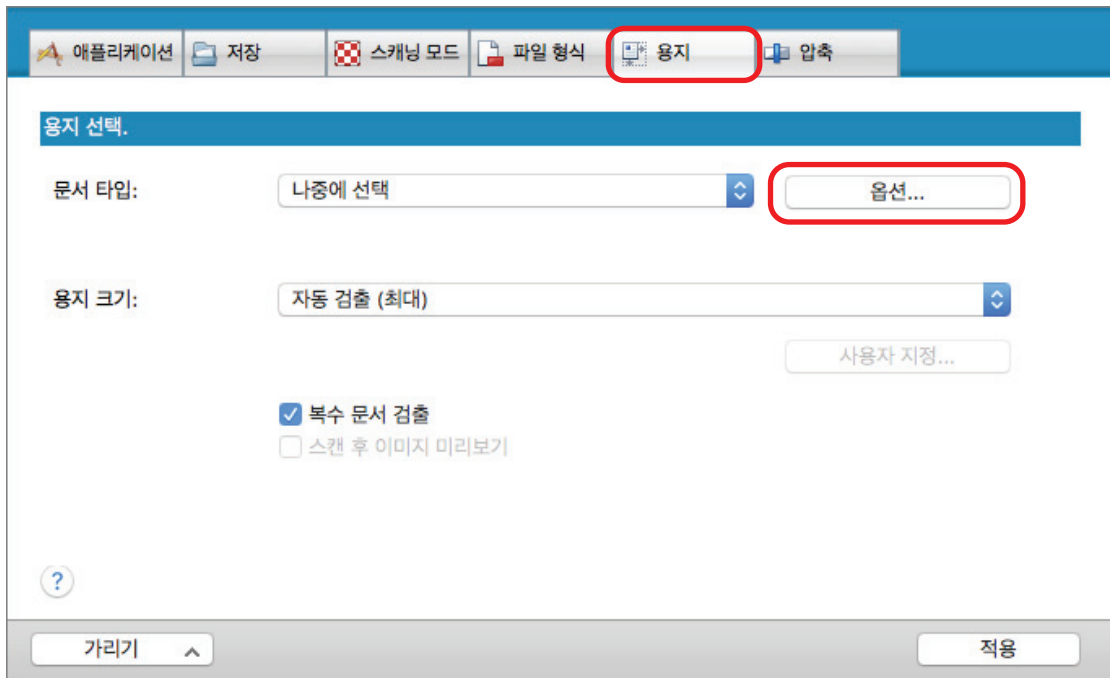 애플리케이션 저장 스캐닝 모드 파일 형식 용지 압축
용지 선택.
문서 타입: 나중에 선택 옵션...
용지 크기: 자동 검출 (최대)
사용자 지정...
복수 문서 검출
스캔 후 이미지 미리보기
?
가리기 적용